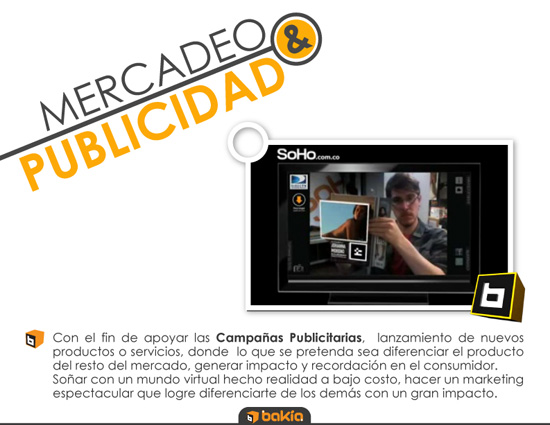 MERCADEO &
PUBLICIDAD
SoHo.com.co
Con el fin de apoyar las Campañas Publicitarias, lanzamiento de nuevos
productos o servicios, donde lo que se pretenda sea diferenciar el producto
del resto del mercado, generar impacto y recordación en el consumidor.
Soñar con un mundo virtual hecho realidad a bajo costo, hacer un marketing
espectacular que logre diferenciarte de los demás con un gran impacto.
bakía